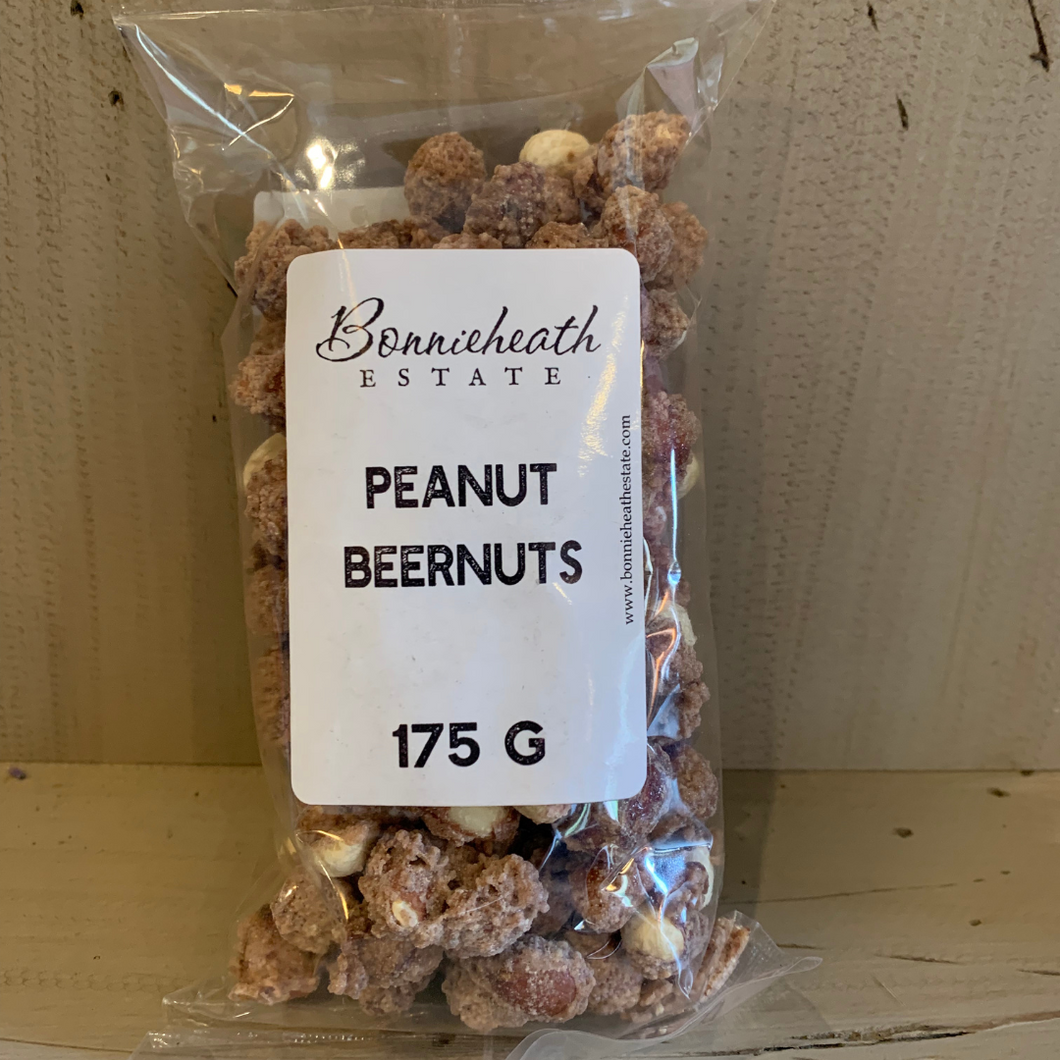 Bonnieheath
ESTATE
PEANUT
BEERNUTS
175 G
www.bonnieheathestate.com